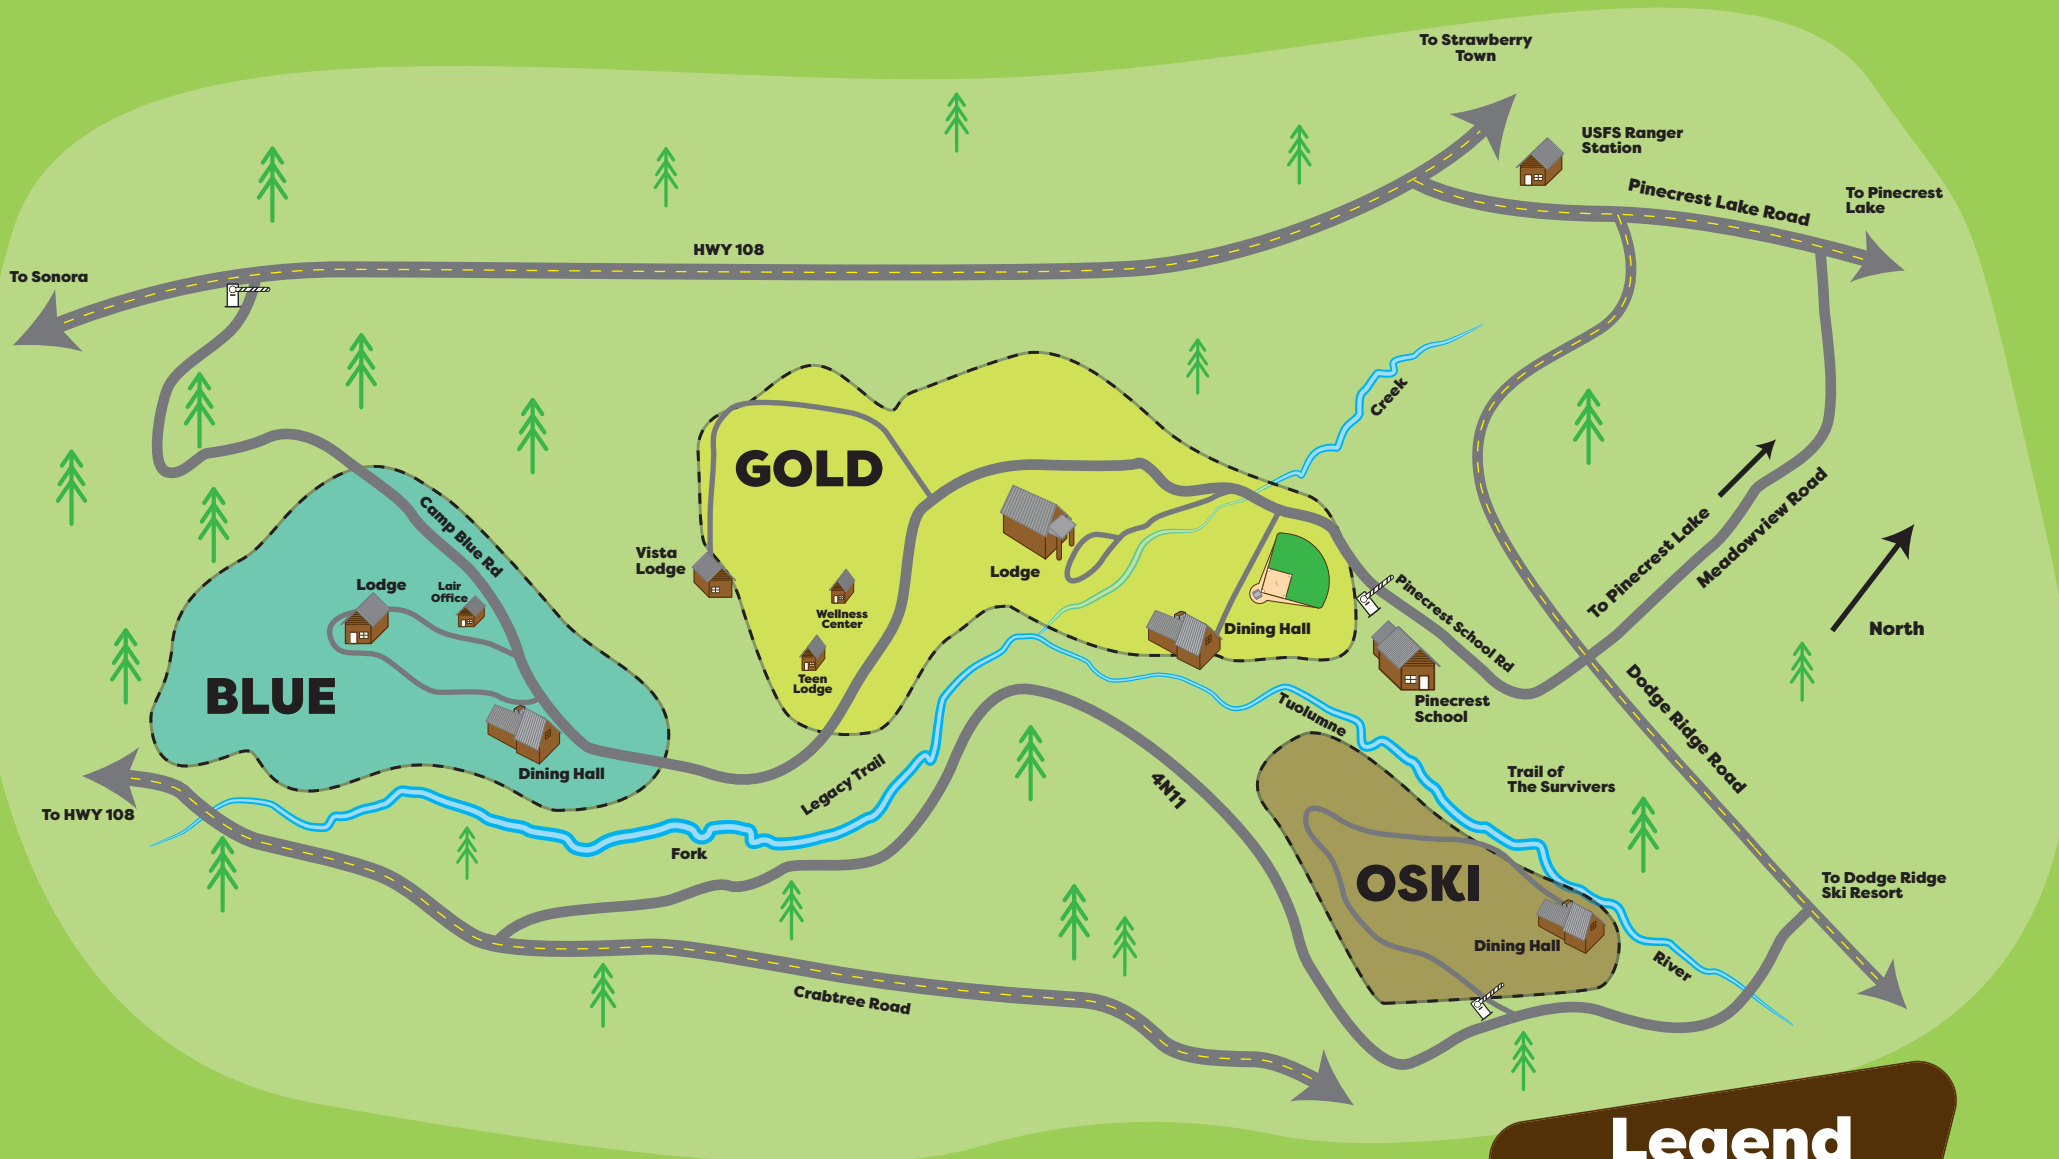 To Strawberry
Town
USFS Ranger
Station
Pinecrest Lake Road
To Pinecrest
Lake
HWY 108
To Sonora
Creek
GOLD
Camp Blue Rd
Vista
Lodge
Lodge
Wellness
Center
Teen
Lodge
Dining Hall
Pinecrest School Rd
Pinecrest
School
To Pinecrest Lake
Meadowview Road
North
Lodge
Lair
Office
BLUE
Dining Hall
To HWY 108
Legacy Trail
Fork
4N11
Tuolumne
Trail of
The Survivers
Dodge Ridge Road
To Dodge Ridge
Ski Resort
OSKI
Dining Hall
River
Crabtree Road
Legend